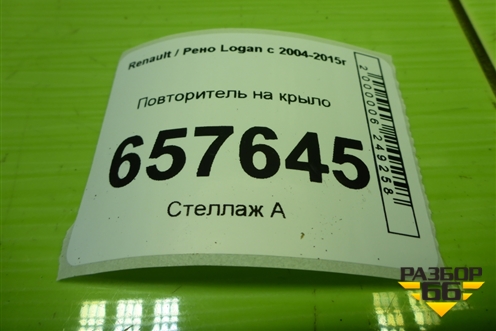 Renault / Рено Logan с 2004-2015г
Повторитель на крыло
657645
Стеллаж А
2000006249258
РАЗБОР
66